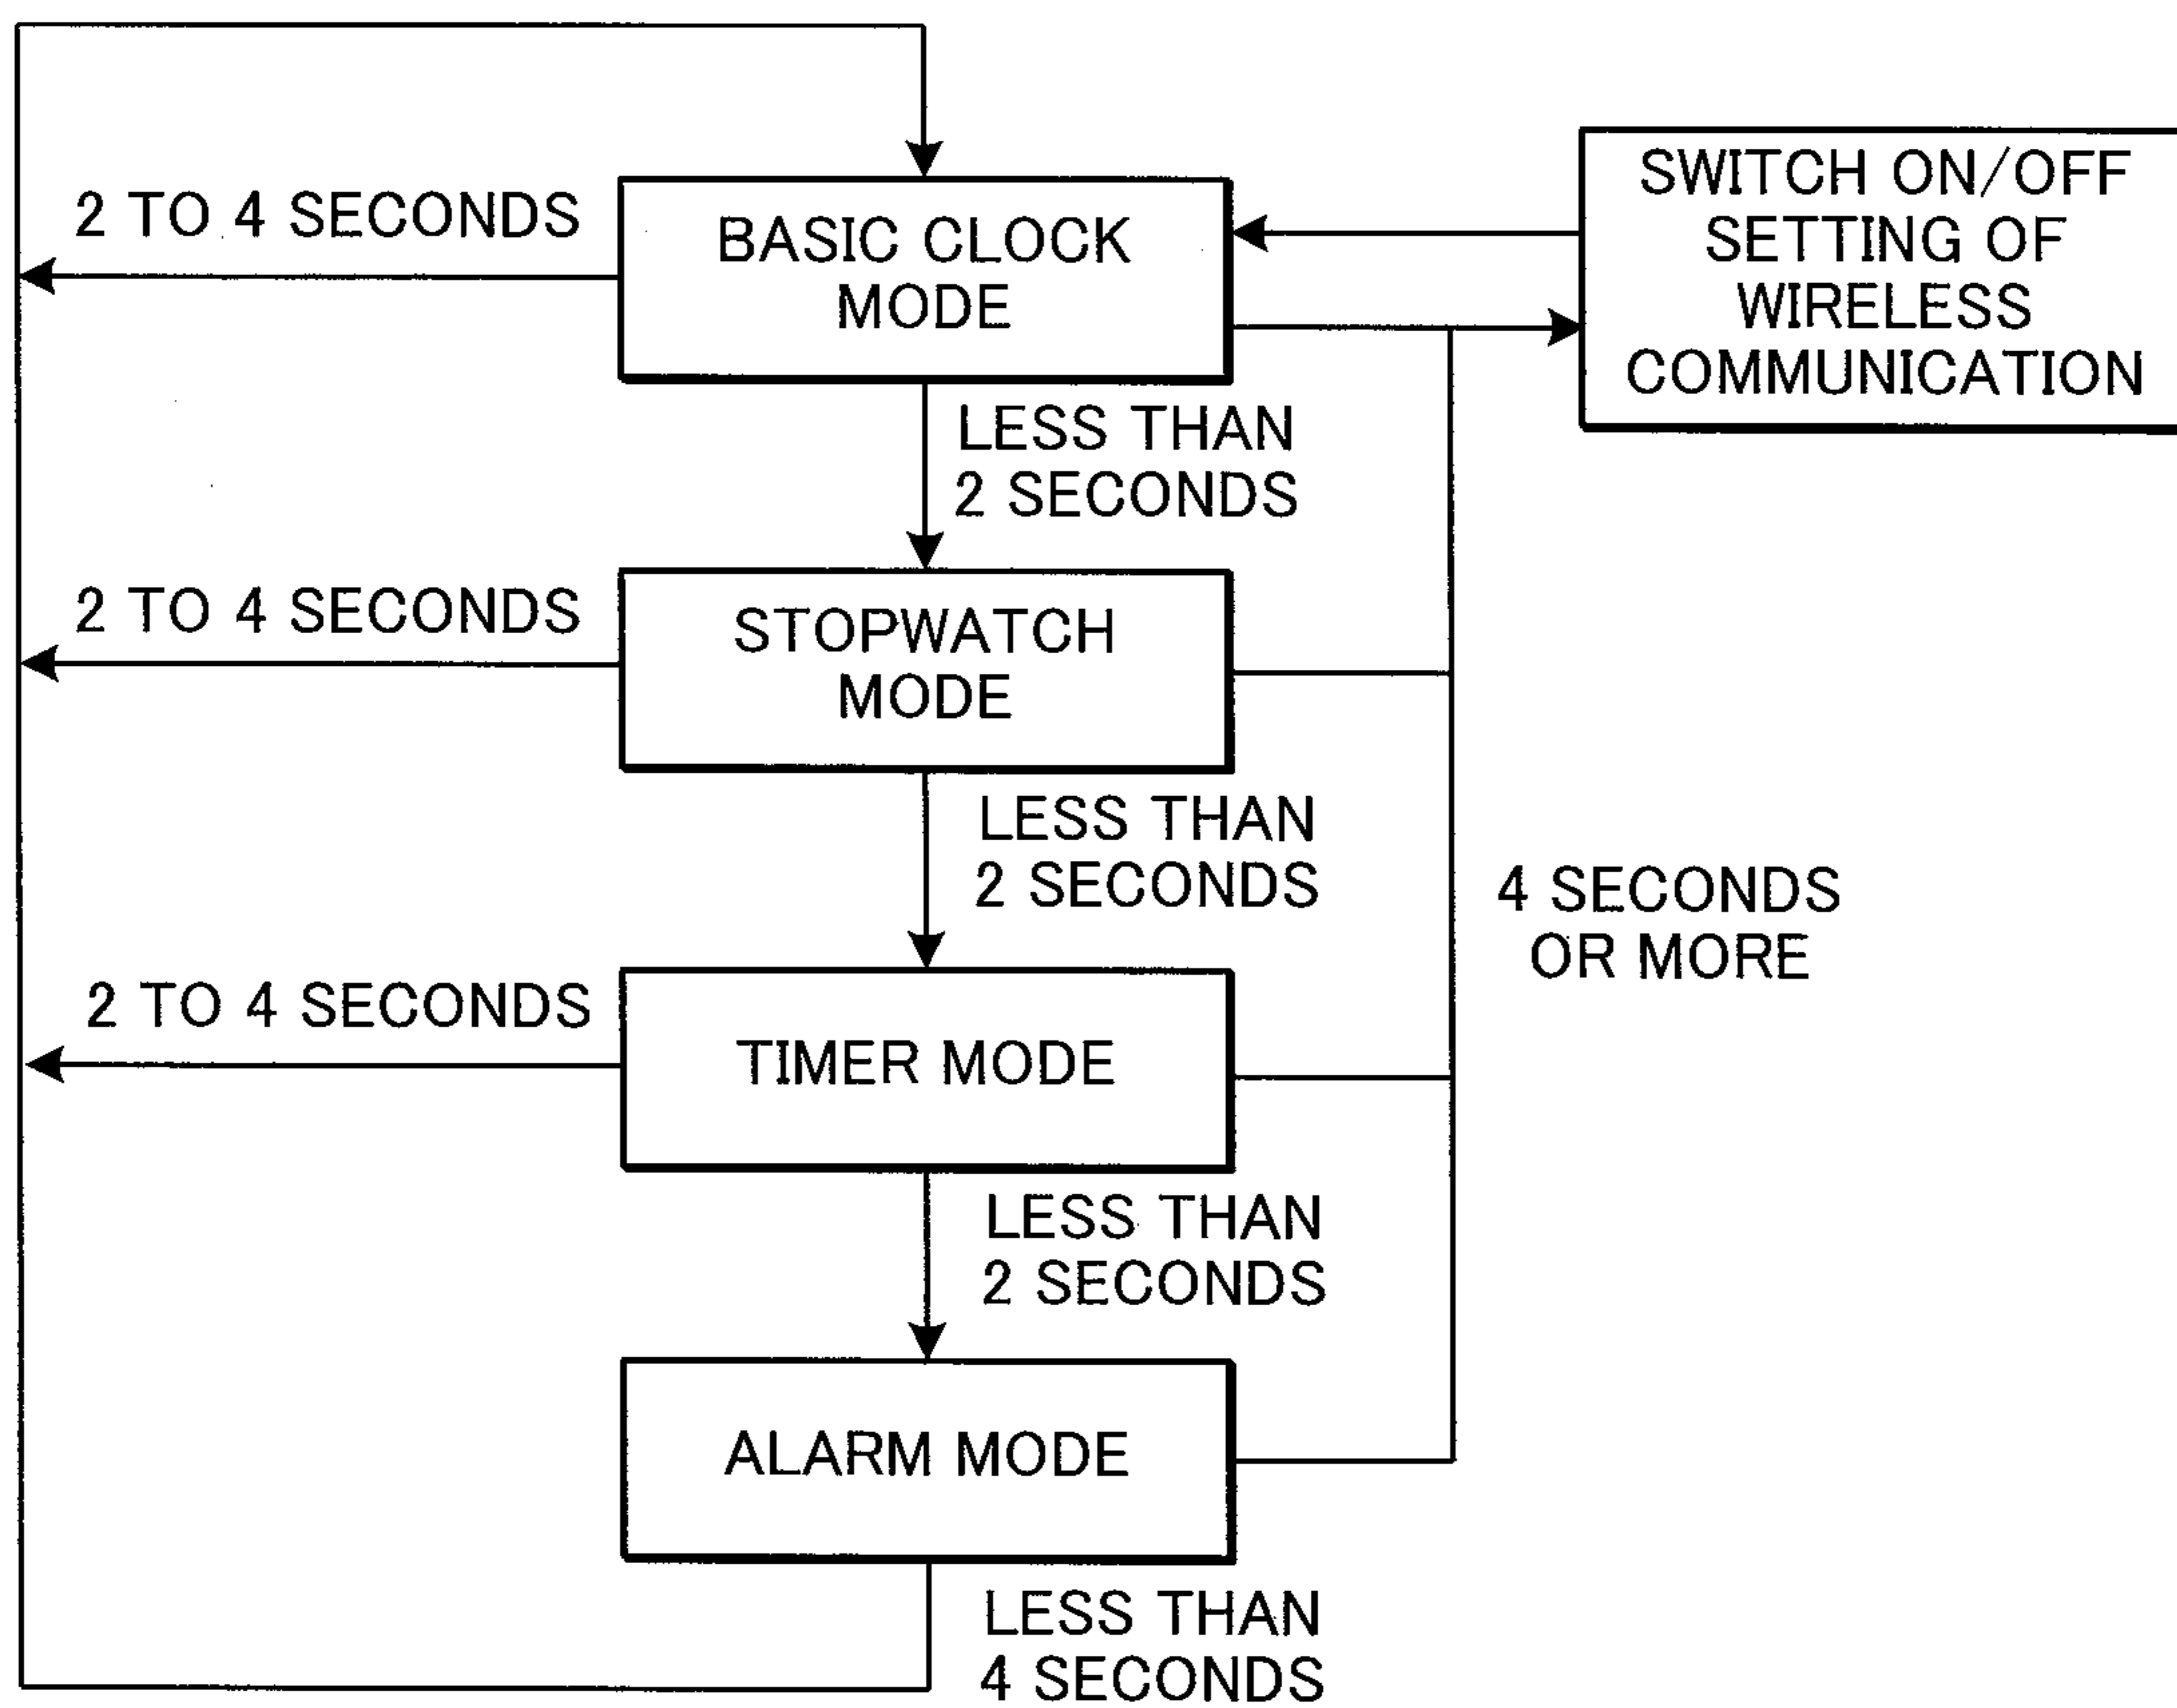 SWITCH ON/OFF
SETTING OF
WIRELESS
COMMUNICATION
2 TO 4 SECONDS
BASIC CLOCK
MODE
LESS THAN
2 SECONDS
2 TO 4 SECONDS
STOPWATCH
MODE
LESS THAN
2 SECONDS
4 SECONDS
OR MORE
2 TO 4 SECONDS
TIMER MODE
LESS THAN
2 SECONDS
ALARM MODE
LESS THAN
4 SECONDS